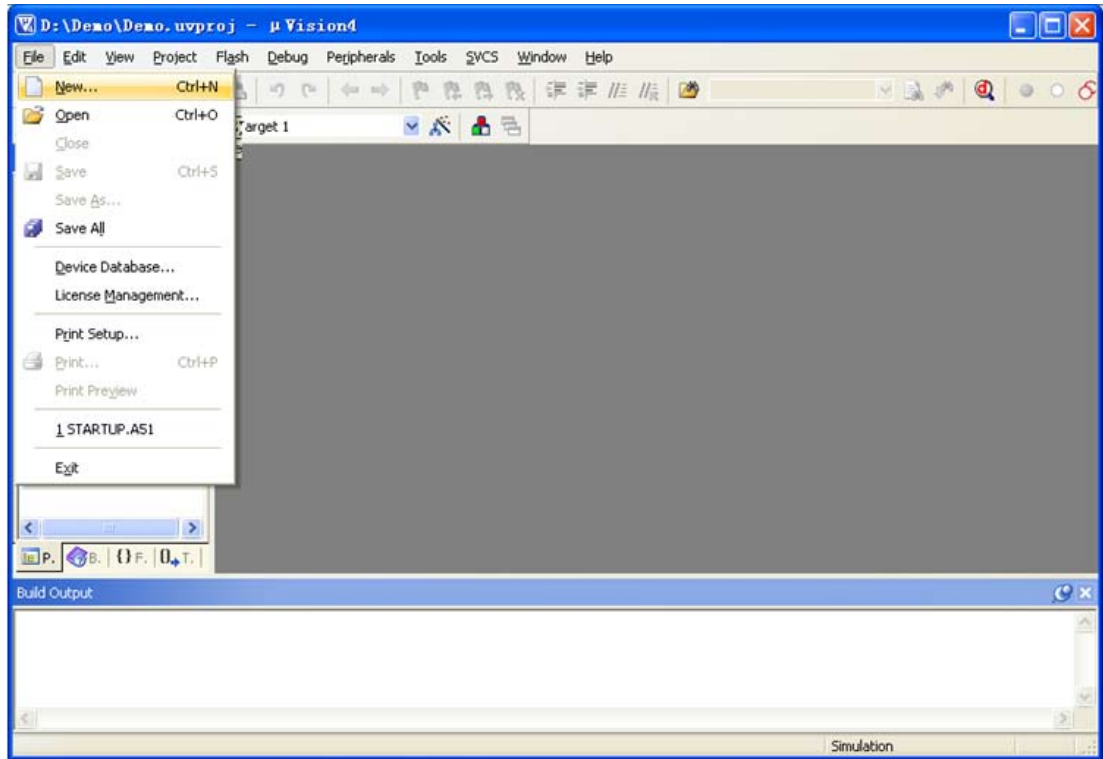 D:\Demo\Demo.uvproj - μVision4
File Edit View Project Flash Debug Peripherals Tools SVCS Window Help
New... Ctrl+N
Open Ctrl+O
arget 1
Close
Save Ctrl+S
Save As...
Save All
Device Database...
License Management...
Print Setup...
Print... Ctrl+P
Print Preview
1 STARTUP.A51
Exit
P. B. {} F. 0 T.
Build Output
Simulation